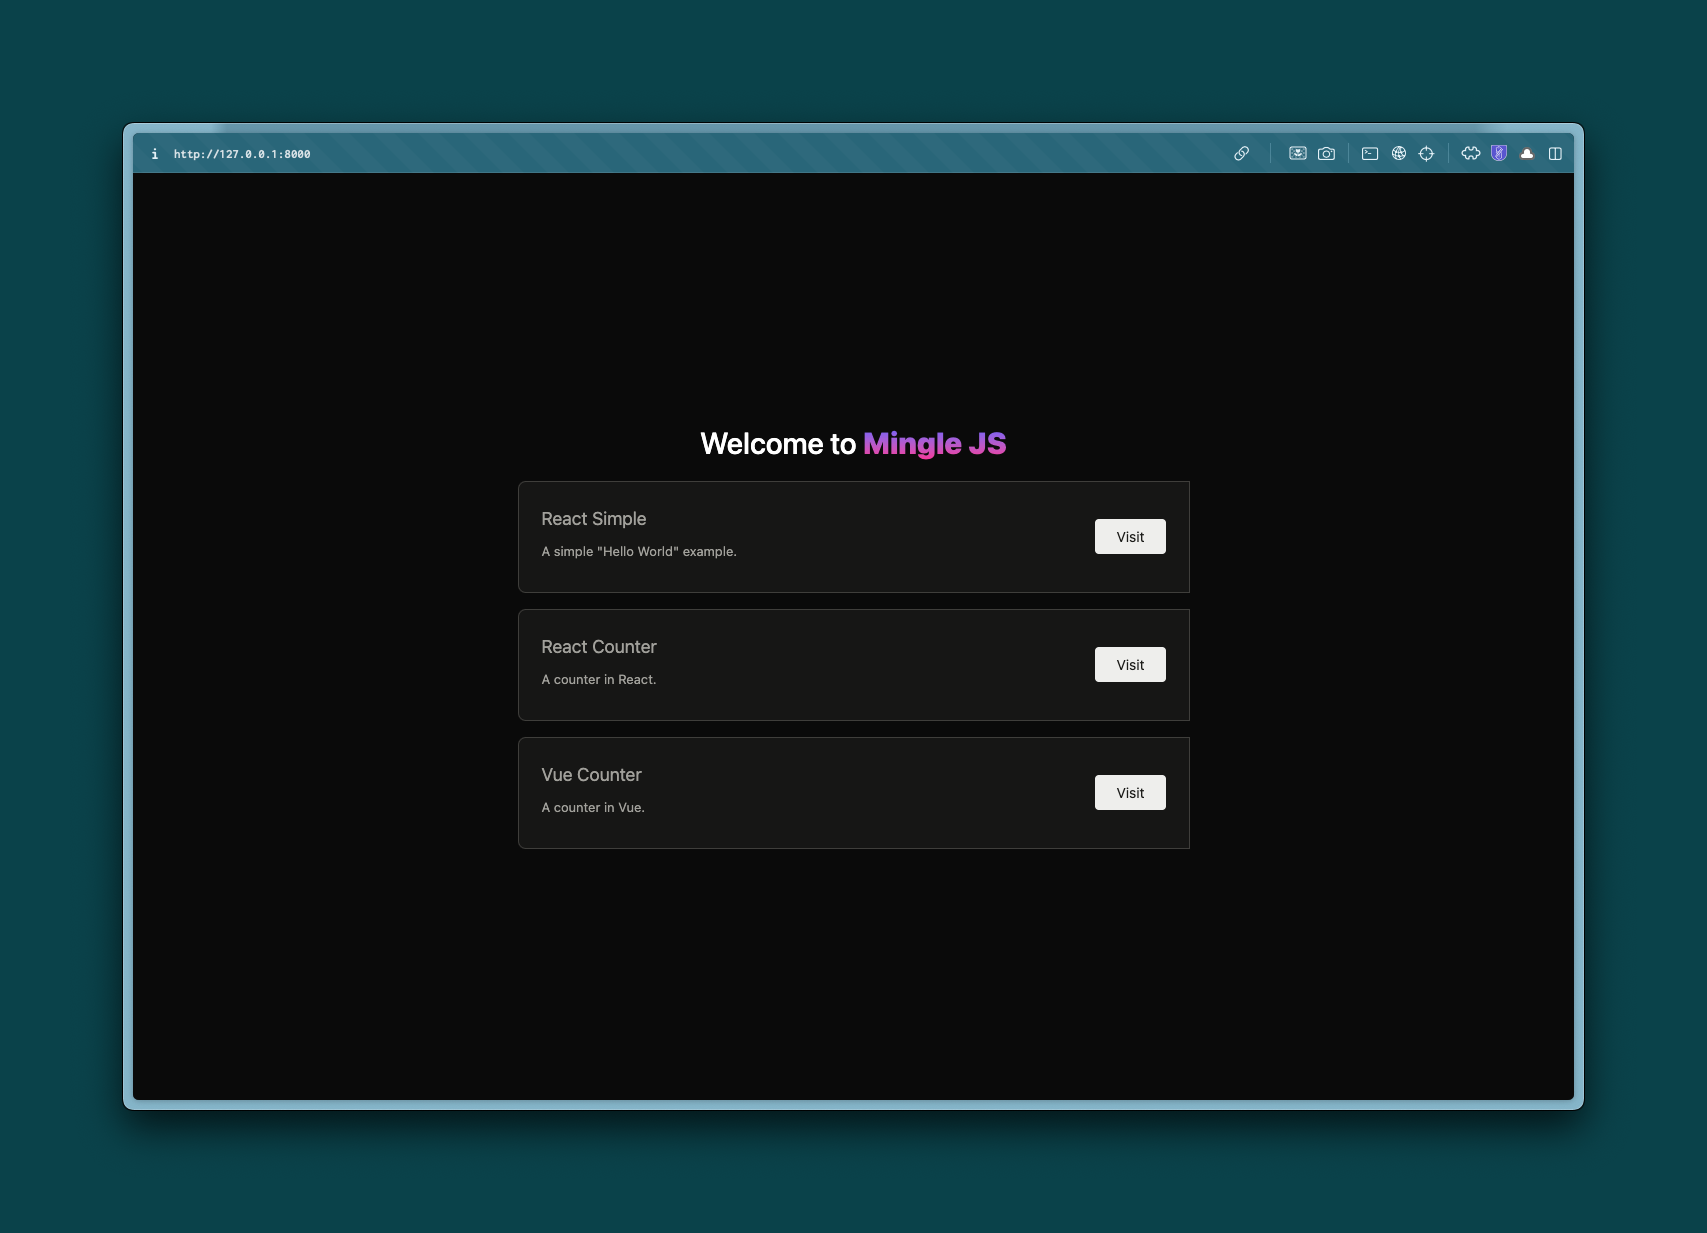 i http://127.0.0.1:8000
Welcome to Mingle JS
React Simple
A simple "Hello World" example.
Visit
React Counter
A counter in React.
Visit
Vue Counter
A counter in Vue.
Visit